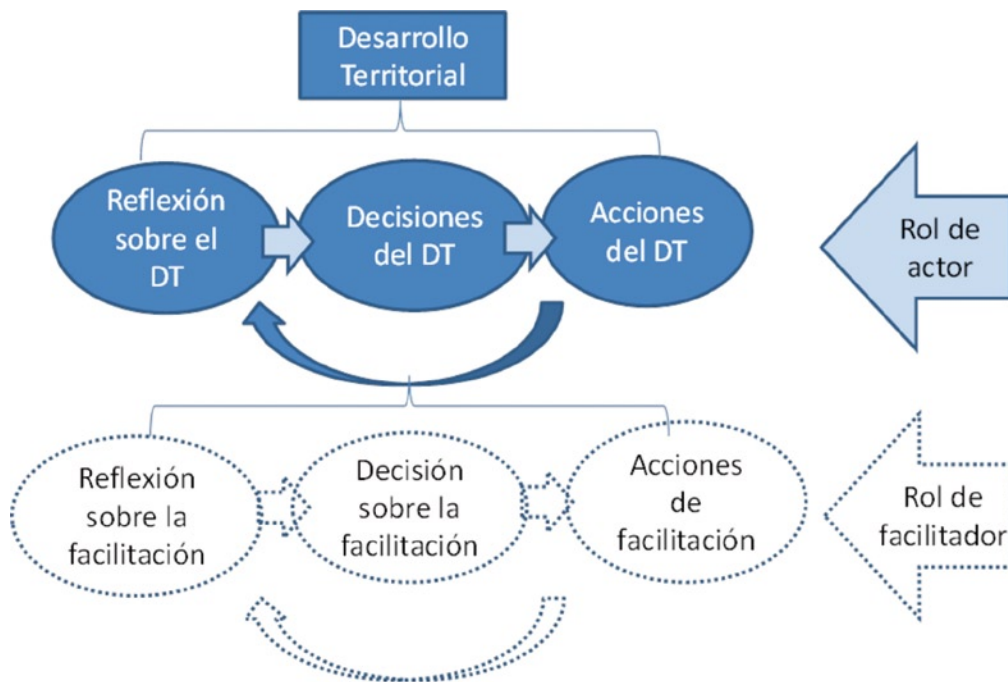 Desarrollo
Territorial
Reflexión
sobre el
DT
Decisiones
del DT
Acciones
del DT
Rol de
actor
Reflexión
sobre la
facilitación
Decisión
sobre la
facilitación
Acciones
de
facilitación
Rol de
facilitador